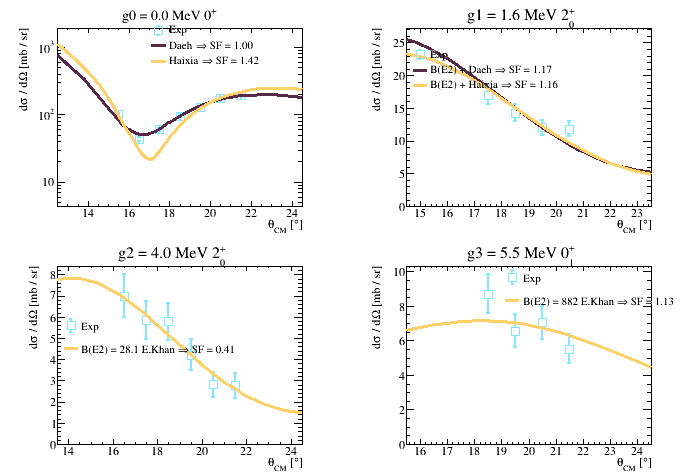 g0 = 0.0 MeV 0+
dσ / dΩ [mb / sr]
10³
10²
10
Exp
Daeh ⇒ SF = 1.00
Haixia ⇒ SF = 1.42
14 16 18 20 22 24
θCM [°]
g1 = 1.6 MeV 2+0
dσ / dΩ [mb / sr]
25
20
15
10
5
0
Exp
B(E2) + Daeh ⇒ SF = 1.17
B(E2) + Haixia ⇒ SF = 1.16
15 16 17 18 19 20 21 22 23
θCM [°]
g2 = 4.0 MeV 2+0
dσ / dΩ [mb / sr]
8
7
6
5
4
3
2
1
0
Exp
B(E2) = 28.1 E.Khan ⇒ SF = 0.41
14 16 18 20 22 24
θCM [°]
g3 = 5.5 MeV 0+
dσ / dΩ [mb / sr]
10
8
6
4
2
0
Exp
B(E2) = 882 E.Khan ⇒ SF = 1.13
16 17 18 19 20 21 22 23 24
θCM [°]